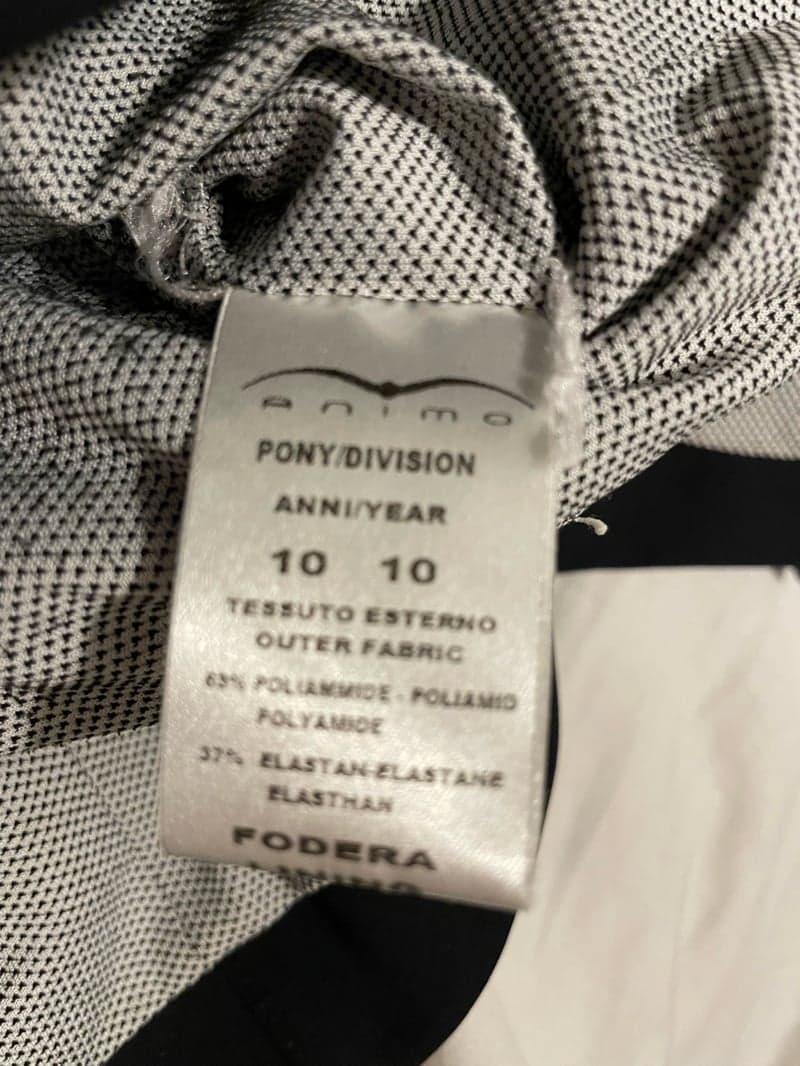 animo
PONY/DIVISION
ANNI/YEAR
10 10
TESSUTO ESTERNO
OUTER FABRIC
63% POLIAMMIDE - POLIAMID
POLYAMIDE
37% ELASTAN-ELASTANE
ELASTHAN
FODERA